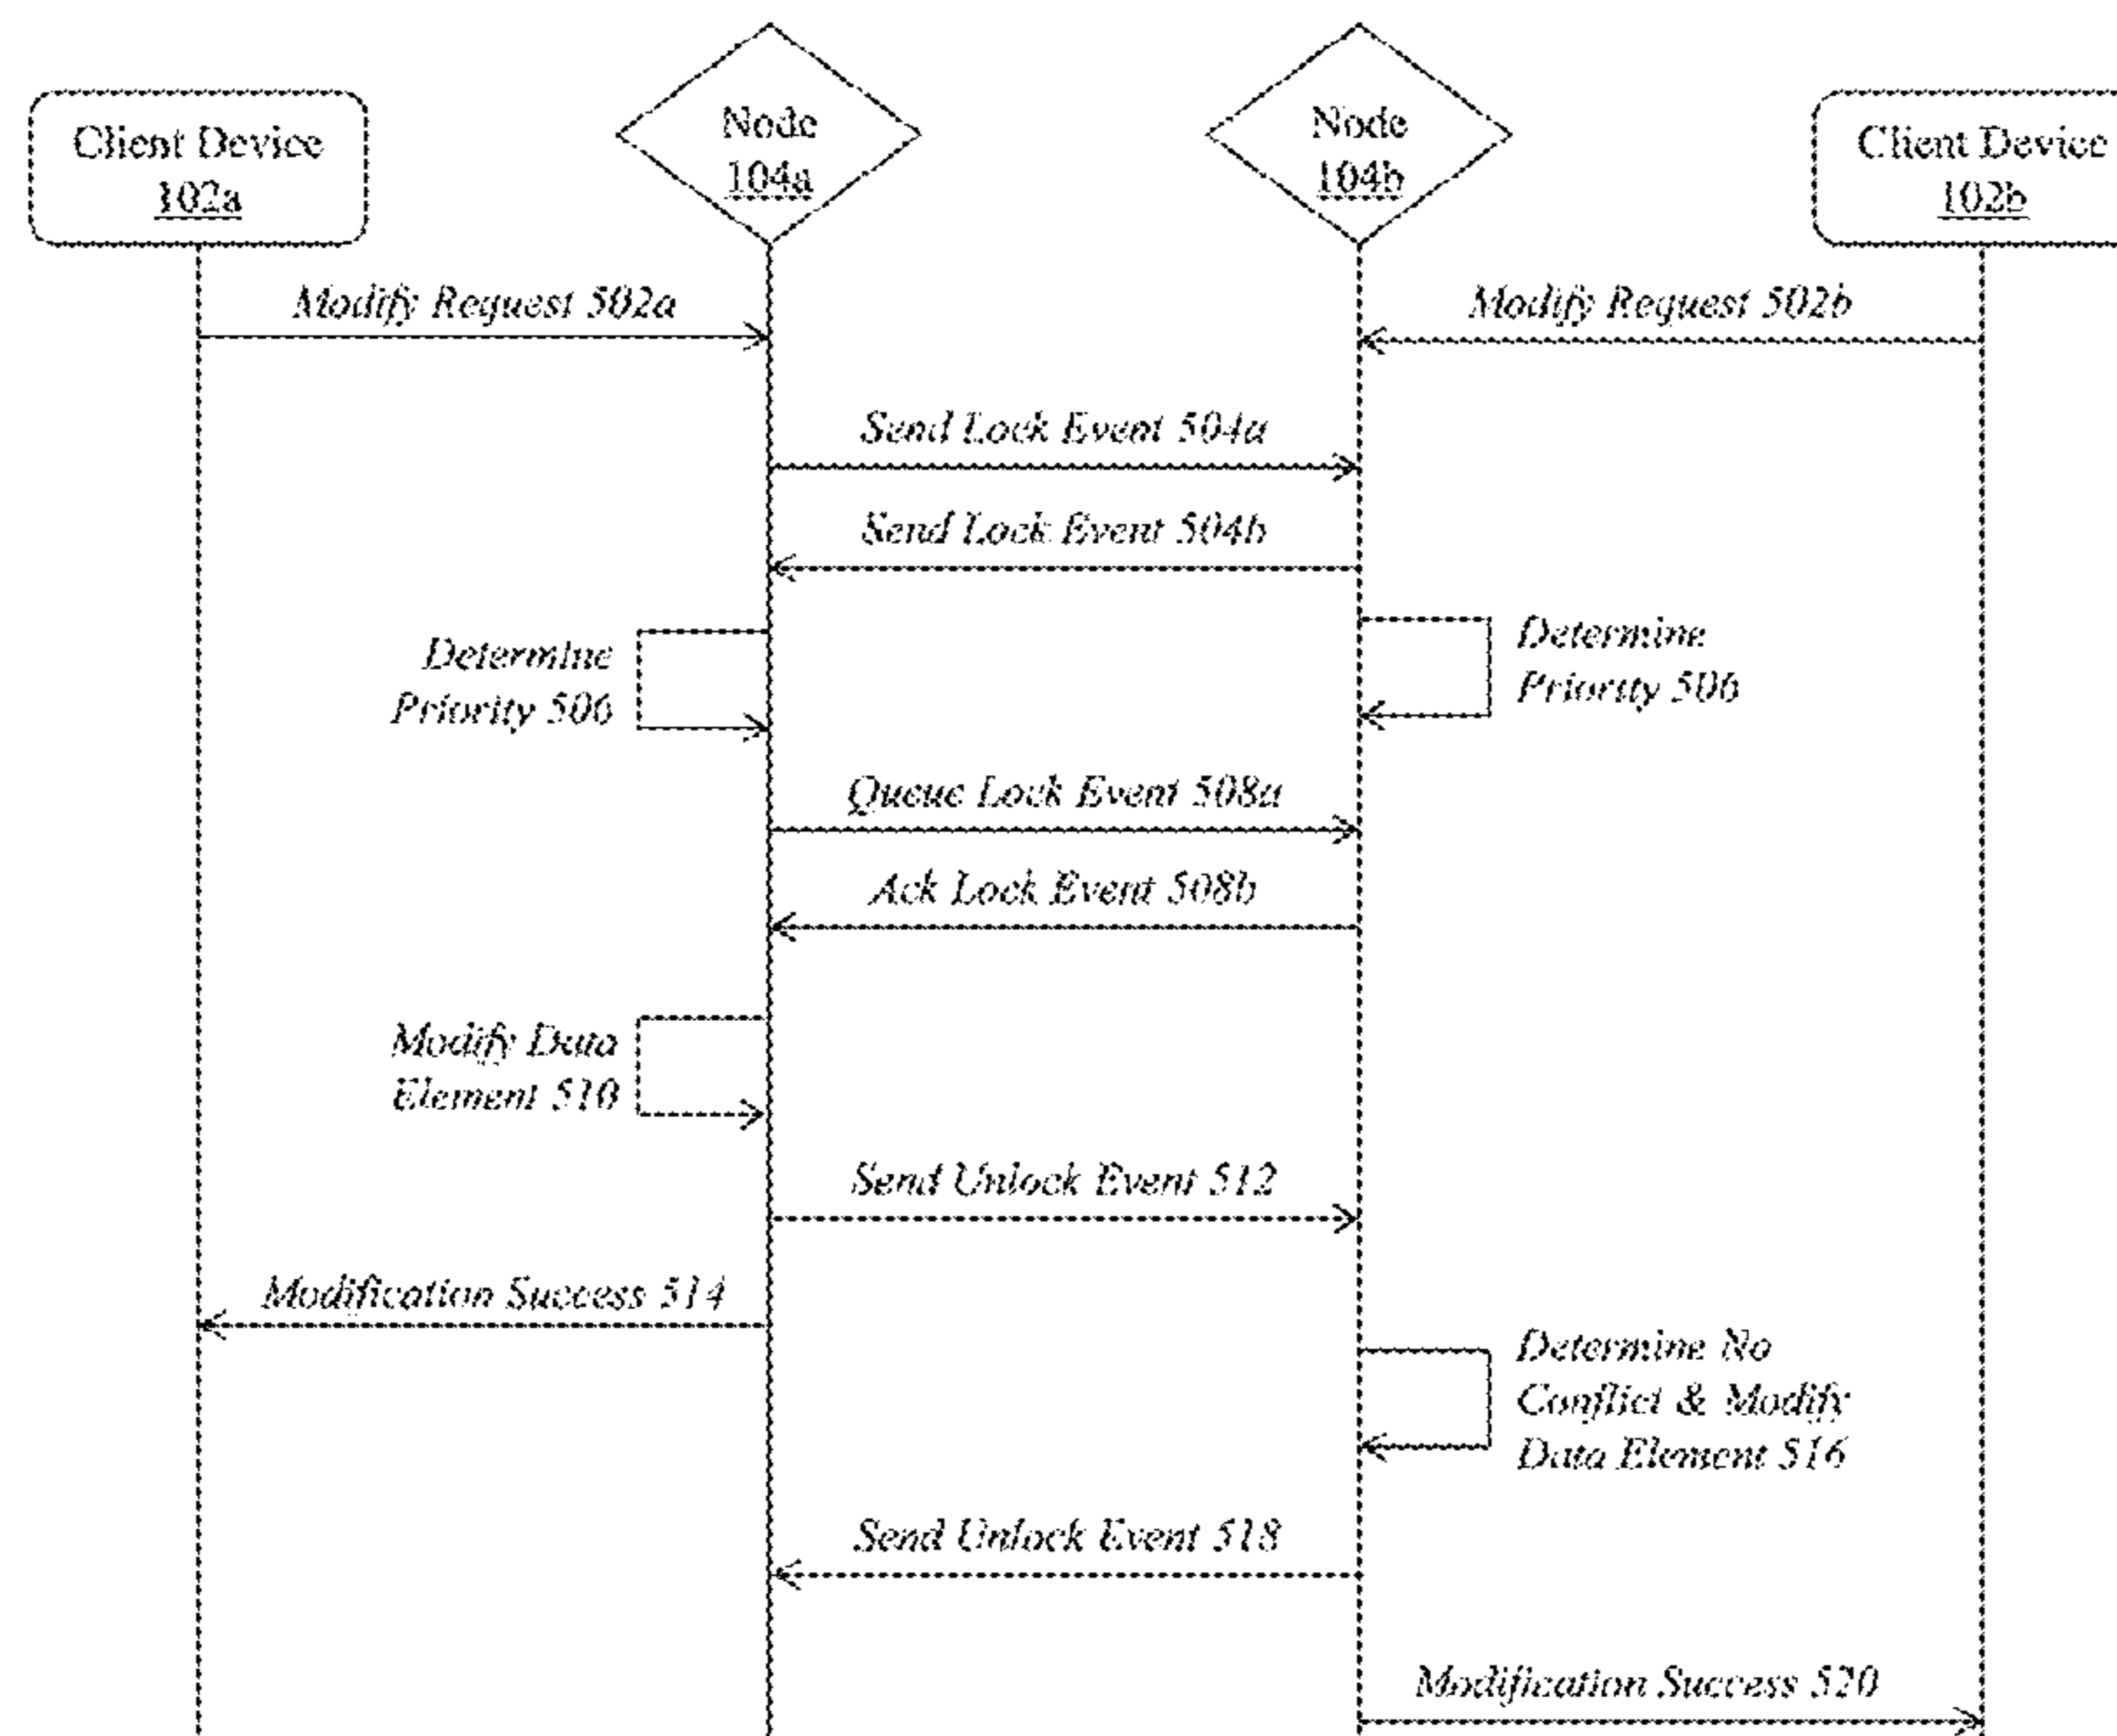 Client Device
102a
Node
104a
Node
104b
Client Device
102b
Modify Request 502a
Modify Request 502b
Send Lock Event 504a
Send Lock Event 504b
Determine
Priority 506
Determine
Priority 506
Queue Lock Event 508a
Ack Lock Event 508b
Modify Data
Element 510
Send Unlock Event 512
Modification Success 514
Determine No
Conflict & Modify
Data Element 516
Send Unlock Event 518
Modification Success 520